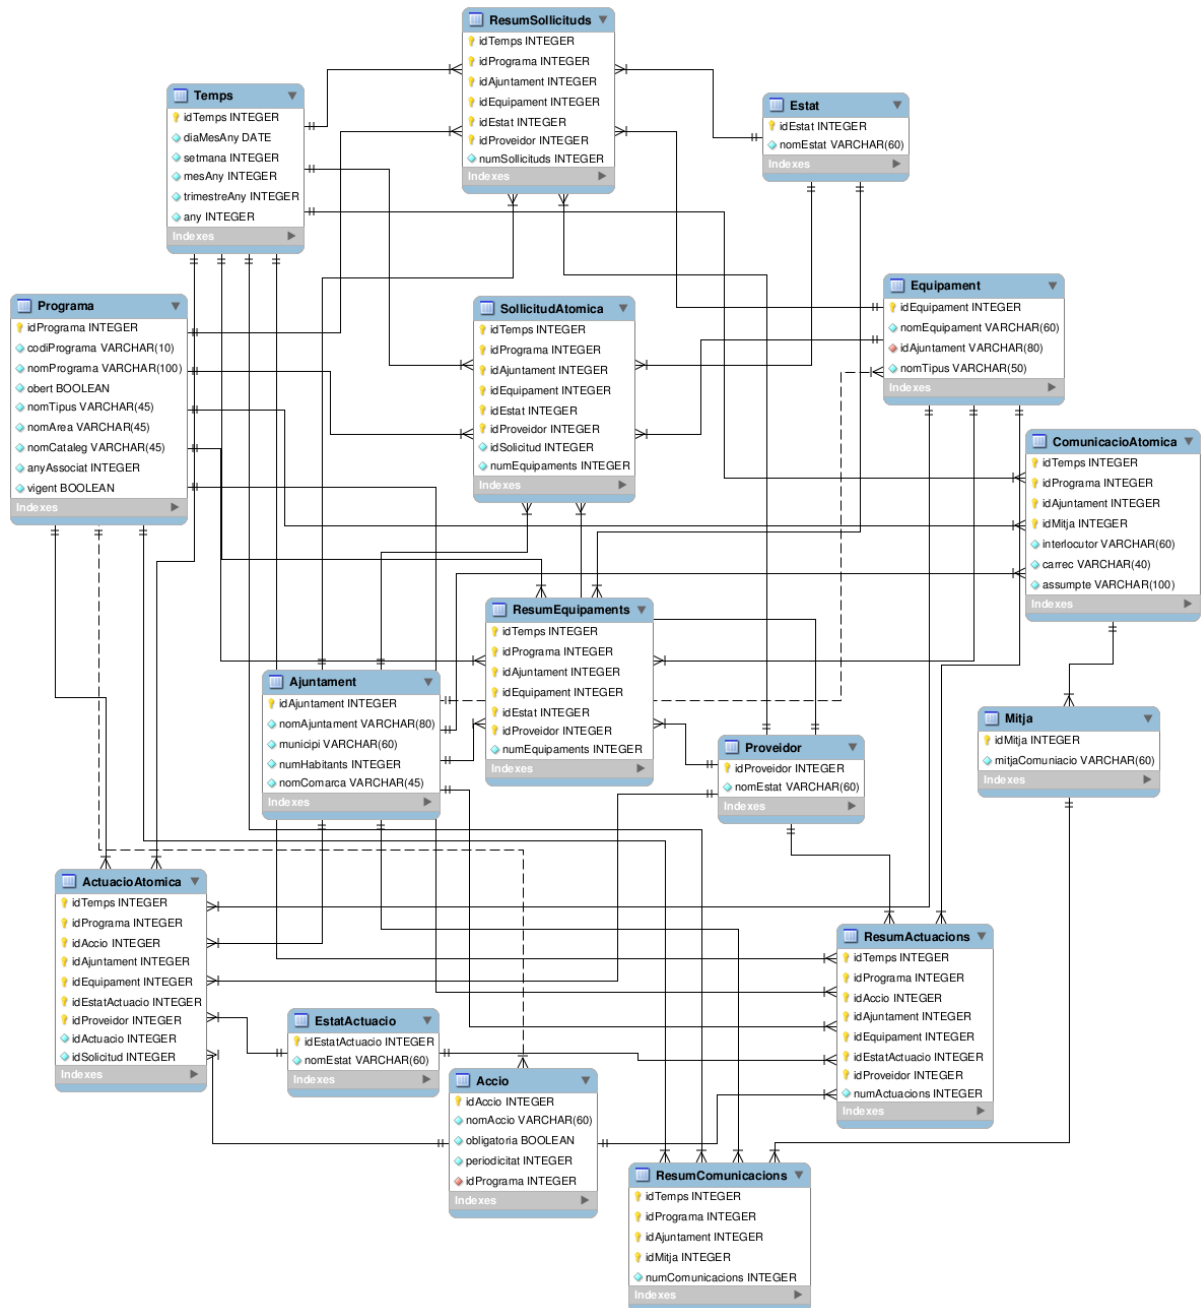 ResumSollicituds
idTemps INTEGER
idPrograma INTEGER
idAjuntament INTEGER
idEquipament INTEGER
idEstat INTEGER
idProveidor INTEGER
numSollicituds INTEGER
Indexes
Temps
idTemps INTEGER
diaMesAny DATE
setmana INTEGER
mesAny INTEGER
trimestreAny INTEGER
any INTEGER
Indexes
Estat
idEstat INTEGER
nomEstat VARCHAR(60)
Indexes
Programa
idPrograma INTEGER
codiPrograma VARCHAR(10)
nomPrograma VARCHAR(100)
obert BOOLEAN
nomTipus VARCHAR(45)
nomArea VARCHAR(45)
nomCataleg VARCHAR(45)
anyAssociat INTEGER
vigent BOOLEAN
Indexes
SollicitudAtomica
idTemps INTEGER
idPrograma INTEGER
idAjuntament INTEGER
idEquipament INTEGER
idEstat INTEGER
idProveidor INTEGER
idSolicitud INTEGER
numEquipaments INTEGER
Indexes
Equipament
idEquipament INTEGER
nomEquipament VARCHAR(60)
idAjuntament VARCHAR(80)
nomTipus VARCHAR(50)
Indexes
ComunicacioAtomica
idTemps INTEGER
idPrograma INTEGER
idAjuntament INTEGER
idMitja INTEGER
interlocutor VARCHAR(60)
carrec VARCHAR(40)
assumpte VARCHAR(100)
Indexes
ResumEquipaments
idTemps INTEGER
idPrograma INTEGER
idAjuntament INTEGER
idEquipament INTEGER
idEstat INTEGER
idProveidor INTEGER
numEquipaments INTEGER
Indexes
Ajuntament
idAjuntament INTEGER
nomAjuntament VARCHAR(80)
municipi VARCHAR(60)
numHabitants INTEGER
nomComarca VARCHAR(45)
Indexes
Proveidor
idProveidor INTEGER
nomEstat VARCHAR(60)
Indexes
Mitja
idMitja INTEGER
mitjaComuniacio VARCHAR(60)
Indexes
ActuacioAtomica
idTemps INTEGER
idPrograma INTEGER
idAccio INTEGER
idAjuntament INTEGER
idEquipament INTEGER
idEstatActuacio INTEGER
idProveidor INTEGER
idActuacio INTEGER
idSolicitud INTEGER
Indexes
EstatActuacio
idEstatActuacio INTEGER
nomEstat VARCHAR(60)
Indexes
Accio
idAccio INTEGER
nomAccio VARCHAR(60)
obligatoria BOOLEAN
periodicitat INTEGER
idPrograma INTEGER
Indexes
ResumActuacions
idTemps INTEGER
idPrograma INTEGER
idAccio INTEGER
idAjuntament INTEGER
idEquipament INTEGER
idEstatActuacio INTEGER
idProveidor INTEGER
numActuacions INTEGER
Indexes
ResumComunicacions
idTemps INTEGER
idPrograma INTEGER
idAjuntament INTEGER
idMitja INTEGER
numComunicacions INTEGER
Indexes